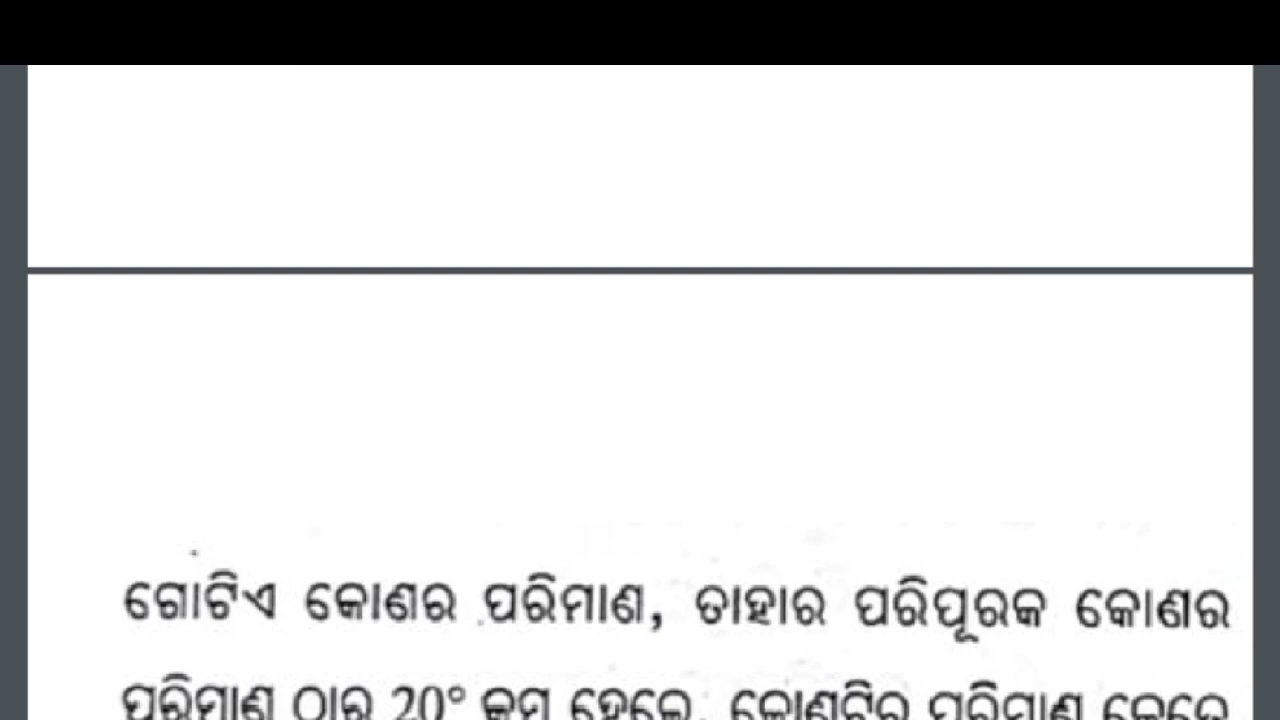 ଗୋଟିଏ କୋଣର ପରିମାଣ, ତାହାର ପରିପୂରକ କୋଣର
ପରିମାଣ ଠାରୁ 20° କମ୍ ହେଲେ, କୋଣଟିର ପରିମାଣ କେତେ